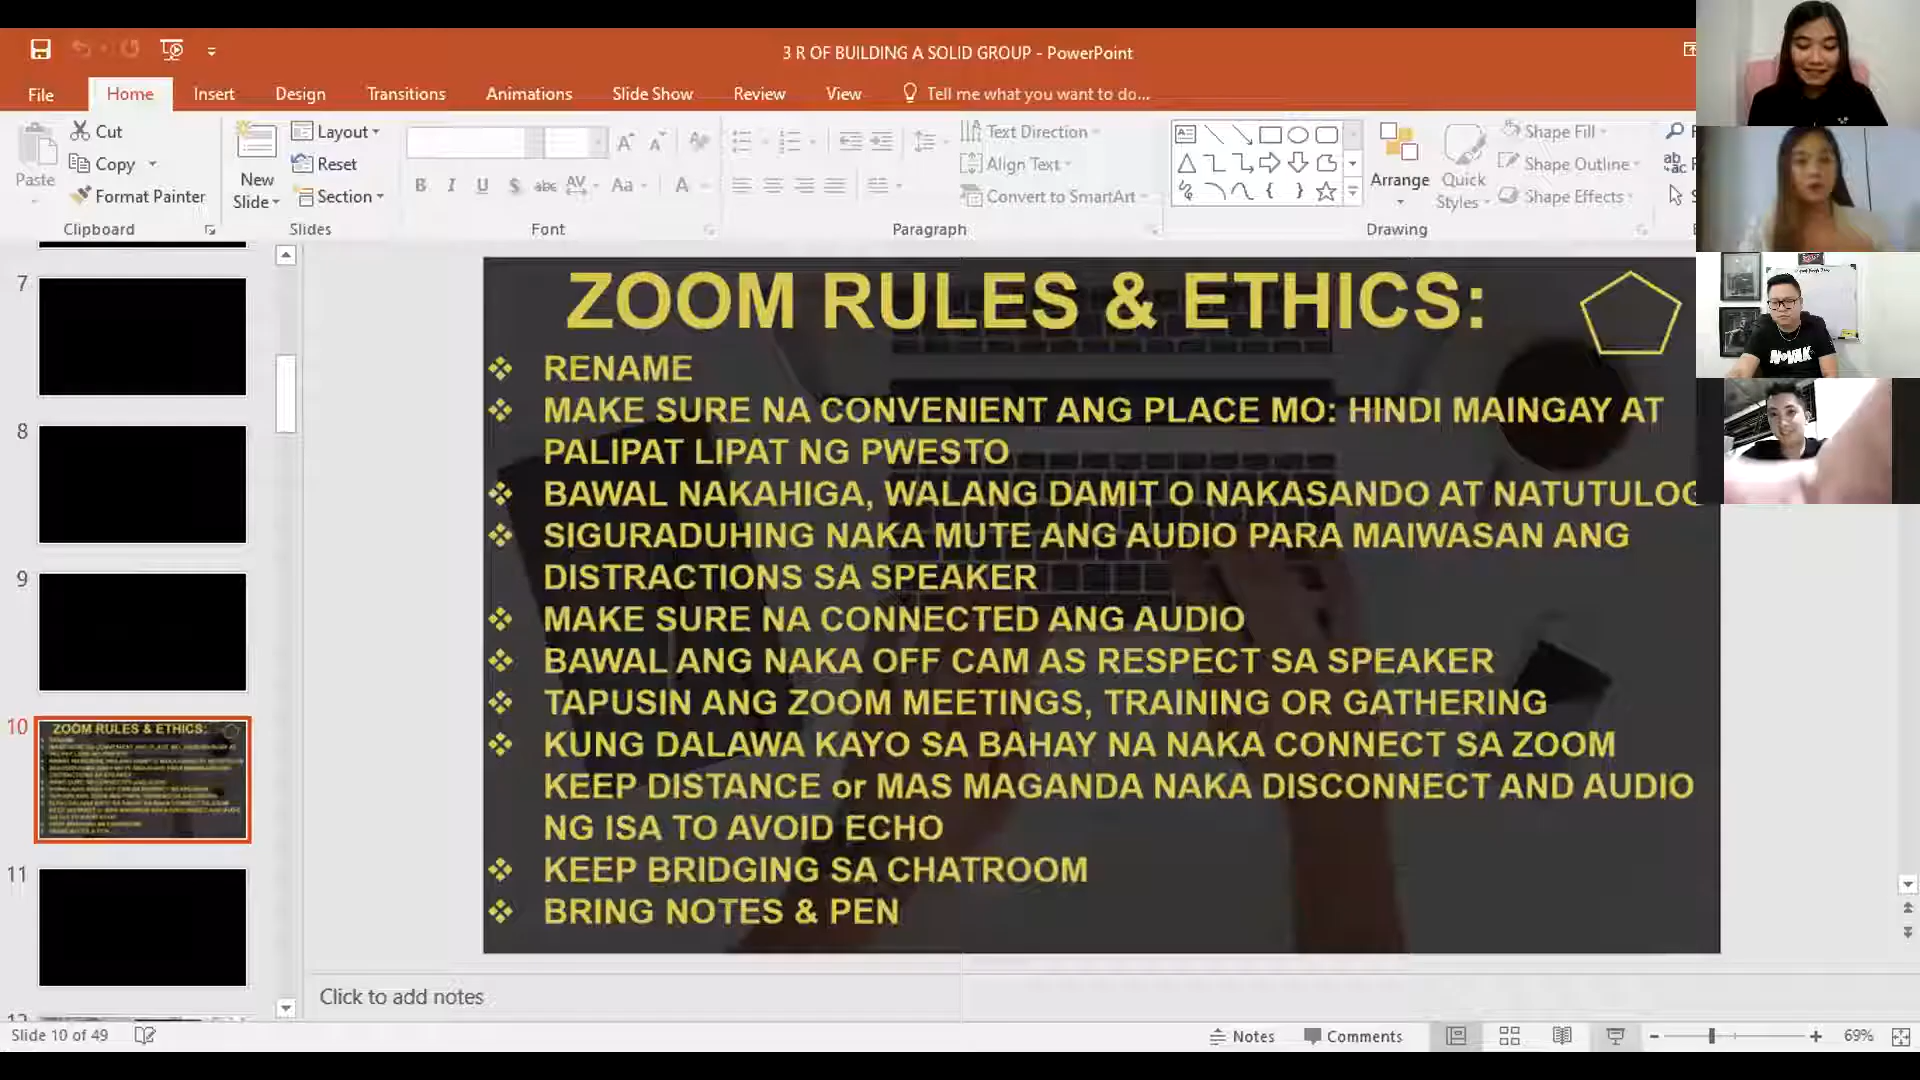 3 R OF BUILDING A SOLID GROUP - PowerPoint
File Home Insert Design Transitions Animations Slide Show Review View Tell me what you want to do...
Paste
Cut
Copy
Format Painter
Clipboard
New Slide
Layout
Reset
Section
Slides
Font
Text Direction
Align Text
Convert to SmartArt
Paragraph
Arrange
Quick Styles
Shape Fill
Shape Outline
Shape Effects
Drawing
7
8
9
10
11
ZOOM RULES & ETHICS:
RENAME
MAKE SURE NA CONVENIENT ANG PLACE MO: HINDI MAINGAY AT
PALIPAT LIPAT NG PWESTO
BAWAL NAKAHIGA, WALANG DAMIT O NAKASANDO AT NATUTULOG
SIGURADUHING NAKA MUTE ANG AUDIO PARA MAIWASAN ANG
DISTRACTIONS SA SPEAKER
MAKE SURE NA CONNECTED ANG AUDIO
BAWAL ANG NAKA OFF CAM AS RESPECT SA SPEAKER
TAPUSIN ANG ZOOM MEETINGS, TRAINING OR GATHERING
KUNG DALAWA KAYO SA BAHAY NA NAKA CONNECT SA ZOOM
KEEP DISTANCE or MAS MAGANDA NAKA DISCONNECT AND AUDIO
NG ISA TO AVOID ECHO
KEEP BRIDGING SA CHATROOM
BRING NOTES & PEN
Click to add notes
Slide 10 of 49
Notes
Comments
69%
NOVAK